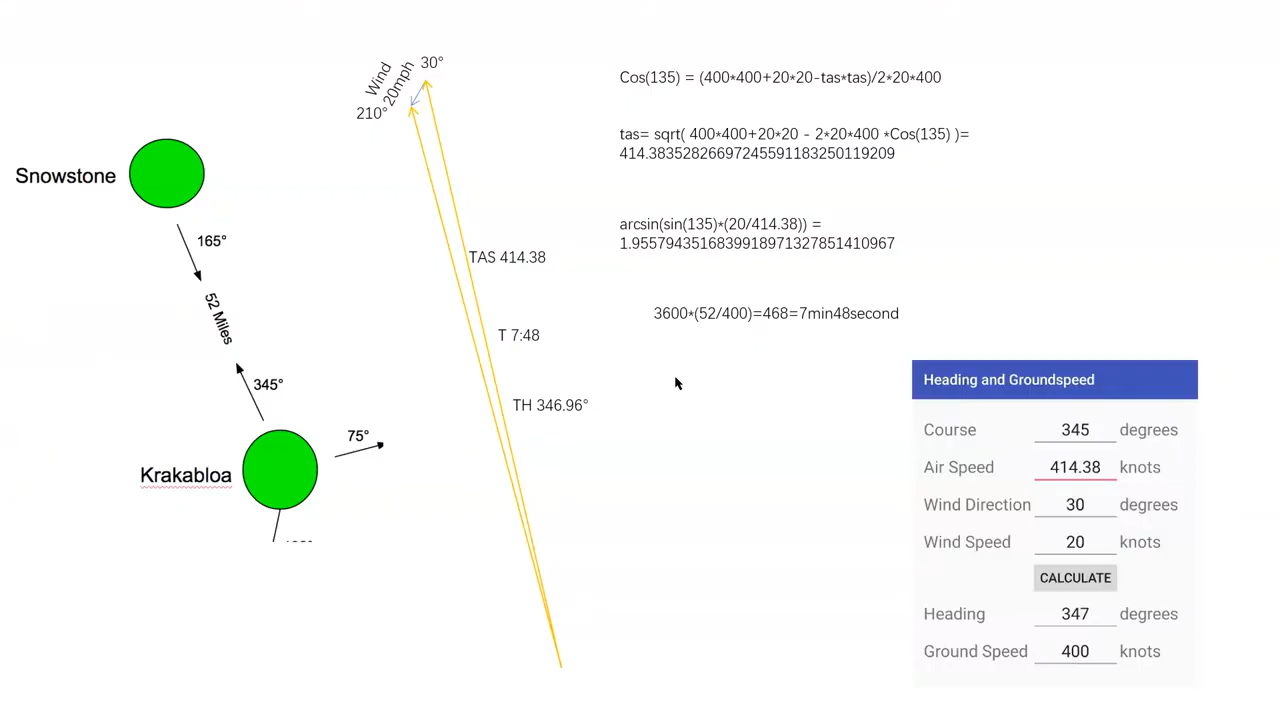 Wind
20mph
30°
210°
Snowstone
165°
52 Miles
345°
75°
Krakabloa
TAS 414.38
T 7:48
TH 346.96°
Cos(135) = (400*400+20*20-tas*tas)/2*20*400
tas= sqrt( 400*400+20*20 - 2*20*400 *Cos(135) )=
414.38352826697245591183250119209
arcsin(sin(135)*(20/414.38)) =
1.9557943516839918971327851410967
3600*(52/400)=468=7min48second
Heading and Groundspeed
Course 345 degrees
Air Speed 414.38 knots
Wind Direction 30 degrees
Wind Speed 20 knots
CALCULATE
Heading 347 degrees
Ground Speed 400 knots